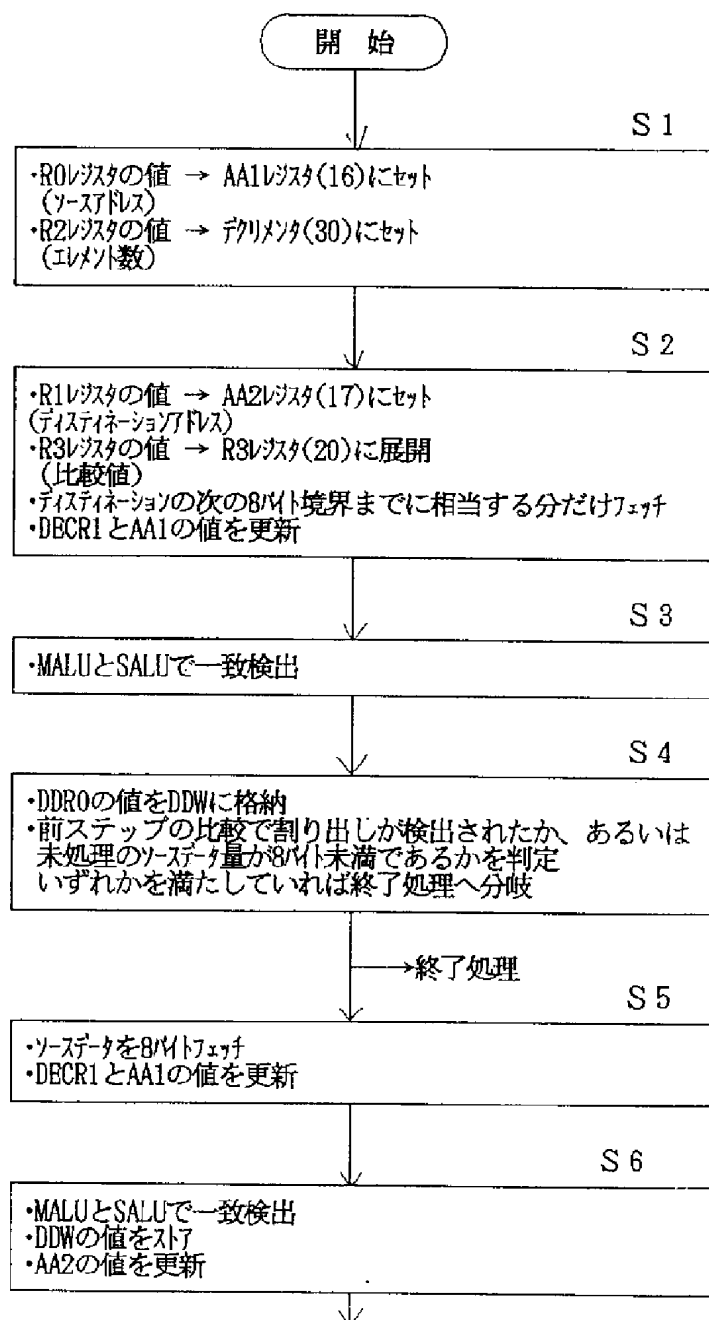 開 始
S 1
・R0ﾚｼﾞｽﾀの値 → AA1ﾚｼﾞｽﾀ(16)にｾｯﾄ
(ｿｰｽｱﾄﾞﾚｽ)
・R2ﾚｼﾞｽﾀの値 → ﾃﾞｸﾘﾒﾝﾀ(30)にｾｯﾄ
(ｴﾚﾒﾝﾄ数)
S 2
・R1ﾚｼﾞｽﾀの値 → AA2ﾚｼﾞｽﾀ(17)にｾｯﾄ
(ﾃﾞｨｽﾃｨﾈｰｼｮﾝｱﾄﾞﾚｽ)
・R3ﾚｼﾞｽﾀの値 → R3ﾚｼﾞｽﾀ(20)に展開
(比較値)
・ﾃﾞｨｽﾃｨﾈｰｼｮﾝの次の8ﾊﾞｲﾄ境界までに相当する分だけﾌｪｯﾁ
・DECR1とAA1の値を更新
S 3
・MALUとSALUで一致検出
S 4
・DDR0の値をDDWに格納
・前ステップの比較で割り出しが検出されたか、あるいは
未処理のｿｰｽﾃﾞｰﾀ量が8ﾊﾞｲﾄ未満であるかを判定
いずれかを満たしていれば終了処理へ分岐
→終了処理
S 5
・ｿｰｽﾃﾞｰﾀを8ﾊﾞｲﾄﾌｪｯﾁ
・DECR1とAA1の値を更新
S 6
・MALUとSALUで一致検出
・DDWの値をｽﾄｱ
・AA2の値を更新